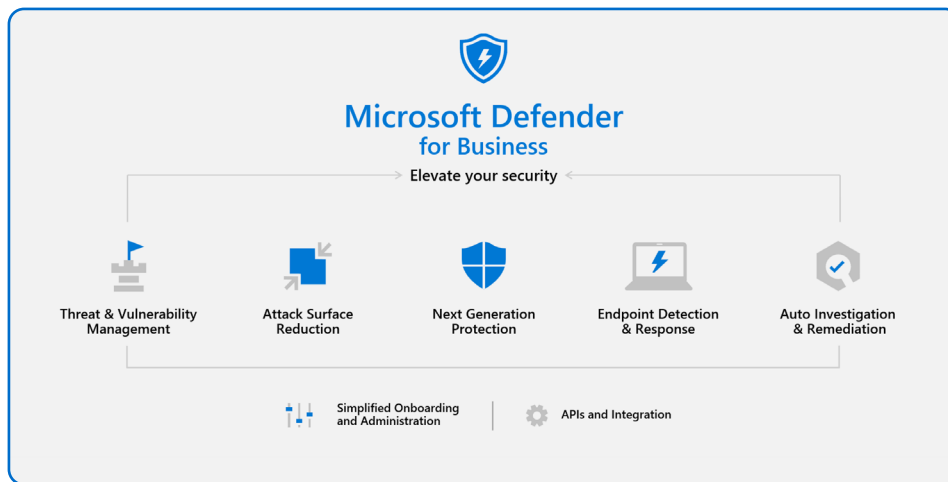 Microsoft Defender
for Business
Elevate your security
Threat & Vulnerability
Management
Attack Surface
Reduction
Next Generation
Protection
Endpoint Detection
& Response
Auto Investigation
& Remediation
Simplified Onboarding
and Administration
APIs and Integration